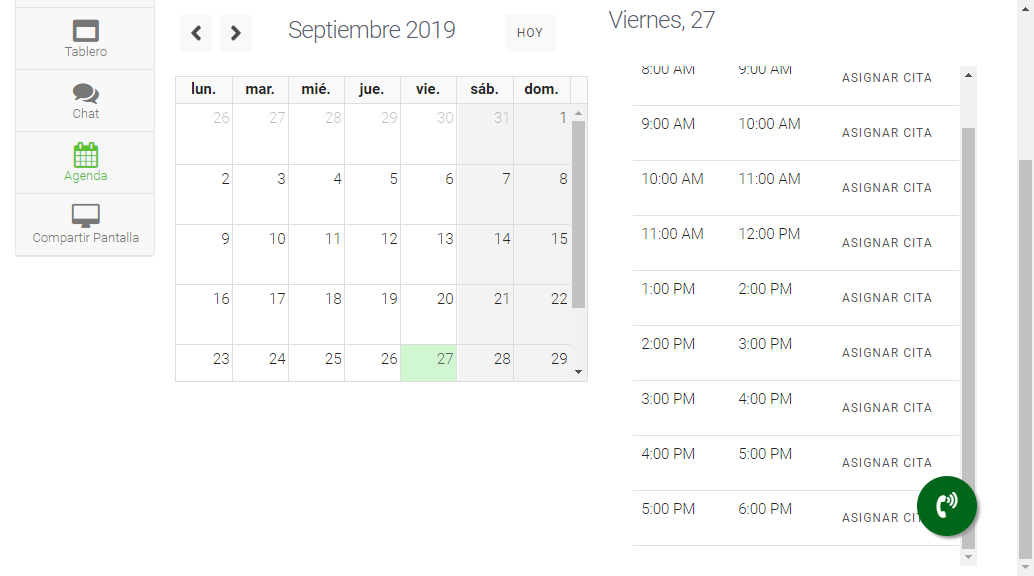 Tablero
Chat
Agenda
Compartir Pantalla
Septiembre 2019
HOY
lun. mar. mié. jue. vie. sáb. dom.
26 27 28 29 30 31 1
2 3 4 5 6 7 8
9 10 11 12 13 14 15
16 17 18 19 20 21 22
23 24 25 26 27 28 29
Viernes, 27
8:00 AM 9:00 AM ASIGNAR CITA
9:00 AM 10:00 AM ASIGNAR CITA
10:00 AM 11:00 AM ASIGNAR CITA
11:00 AM 12:00 PM ASIGNAR CITA
1:00 PM 2:00 PM ASIGNAR CITA
2:00 PM 3:00 PM ASIGNAR CITA
3:00 PM 4:00 PM ASIGNAR CITA
4:00 PM 5:00 PM ASIGNAR CITA
5:00 PM 6:00 PM ASIGNAR CITA